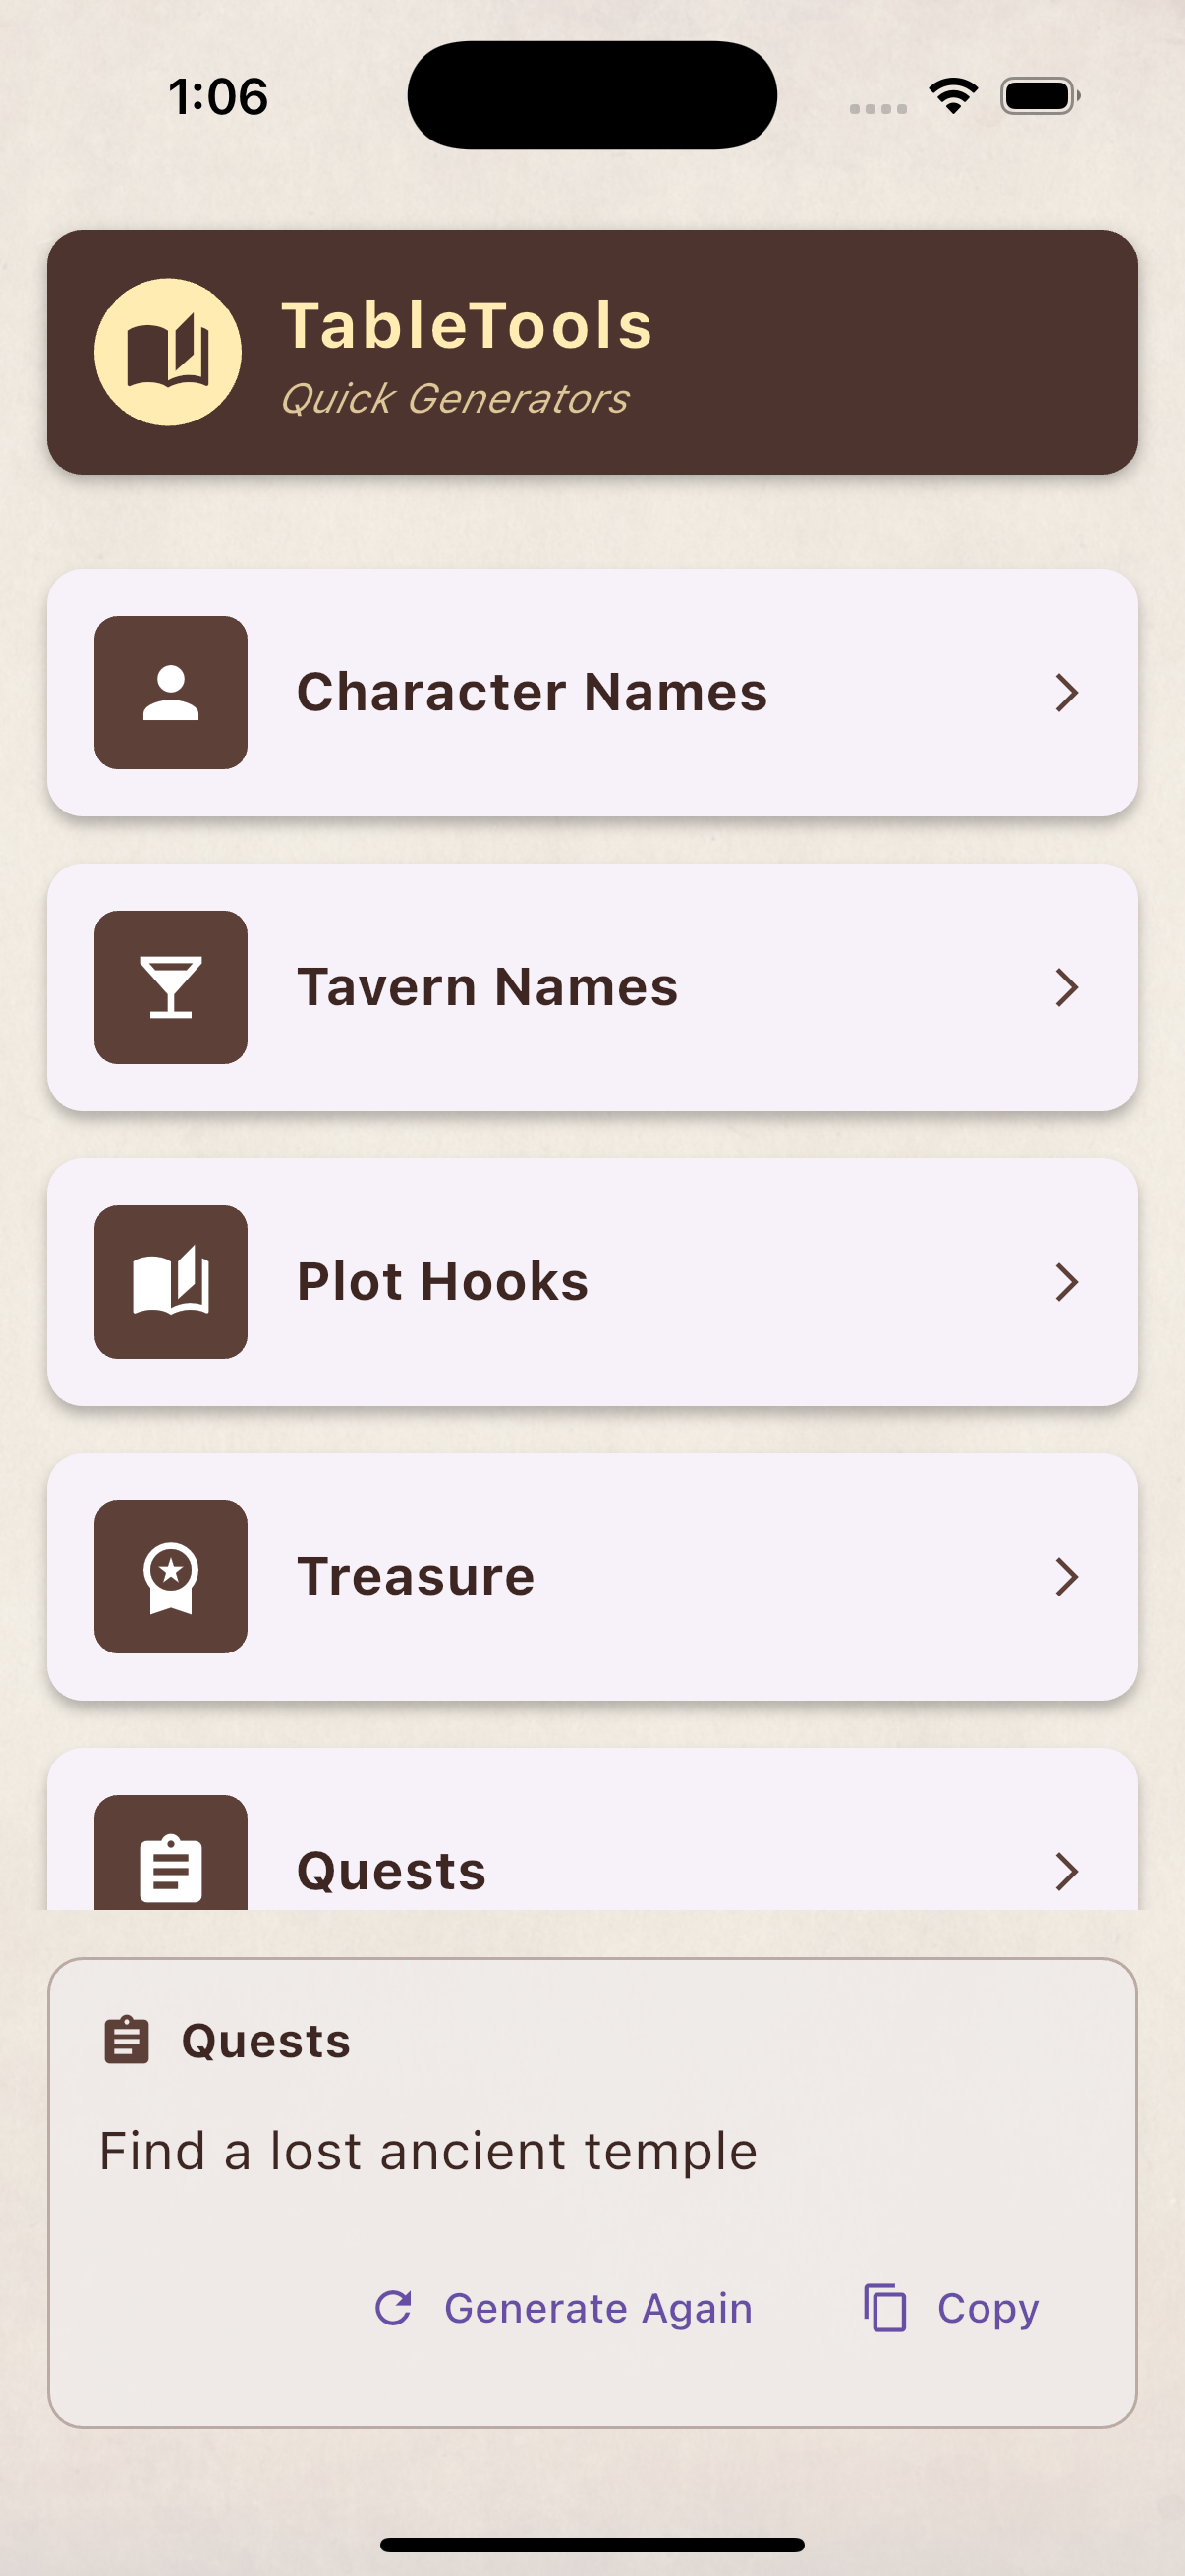 1:06
TableTools
Quick Generators
Character Names
Tavern Names
Plot Hooks
Treasure
Quests
Quests
Find a lost ancient temple
Generate Again
Copy